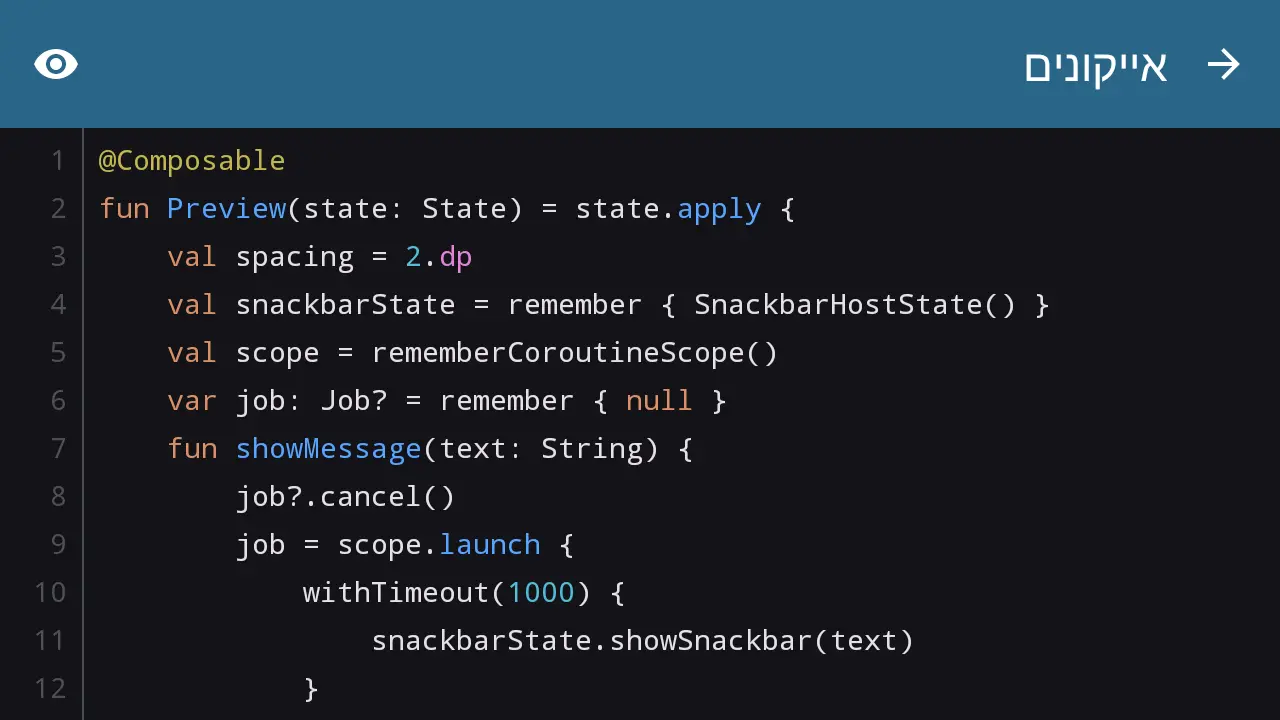 אייקונים
1 @Composable
2 fun Preview(state: State) = state.apply {
3 val spacing = 2.dp
4 val snackbarState = remember { SnackbarHostState() }
5 val scope = rememberCoroutineScope()
6 var job: Job? = remember { null }
7 fun showMessage(text: String) {
8 job?.cancel()
9 job = scope.launch {
10 withTimeout(1000) {
11 snackbarState.showSnackbar(text)
12 }